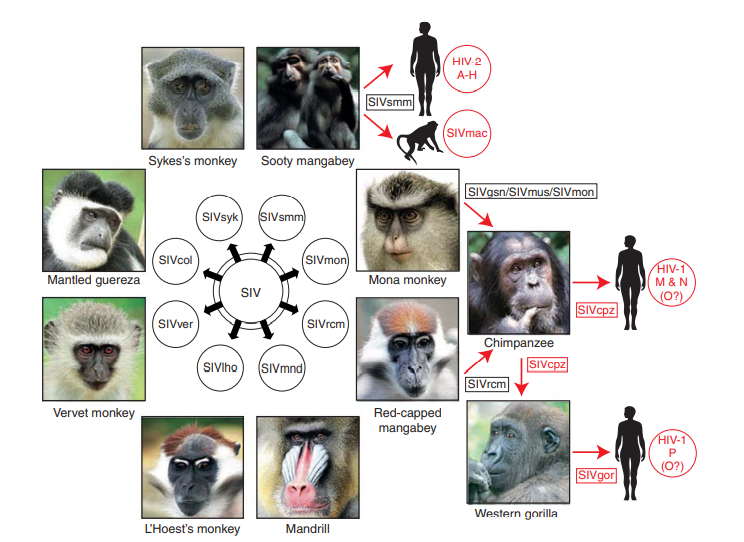 HIV-2
A-H
SIVsmm
SIVmac
Sykes's monkey
Sooty mangabey
SIVgsn/SIVmus/SIVmon
SIVsyk
SIVsmm
SIVcol
SIVmon
SIV
SIVver
SIVrcm
SIVlho
SIVmnd
Mantled guereza
Mona monkey
HIV-1
M & N
(O?)
SIVcpz
Chimpanzee
SIVcpz
SIVrcm
Vervet monkey
Red-capped
mangabey
HIV-1
P
(O?)
SIVgor
L'Hoest's monkey
Mandrill
Western gorilla